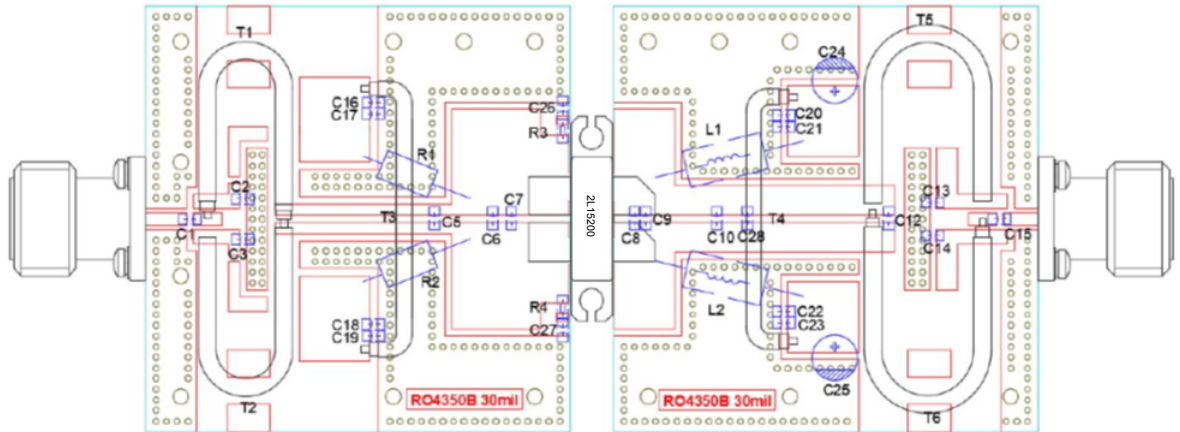 T1
T5
C24
C16
C17
C26
R3
C20
C21
L1
R1
C2
C7
2L15200
C13
C1
T3
C5
C9
T4
C12
C15
C6
C8
C10
C28
C3
C14
R2
L2
R4
C18
C19
C27
C22
C23
C25
RO4350B 30mil
RO4350B 30mil
T2
T6